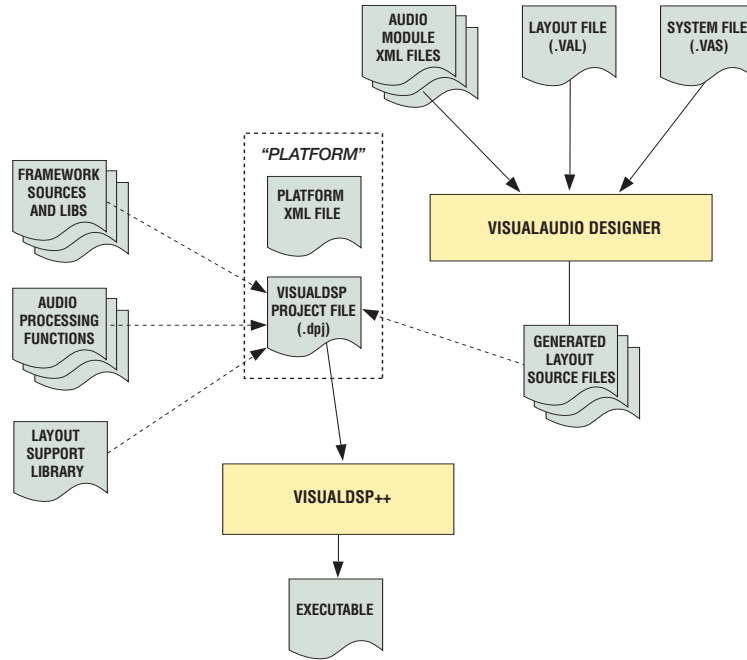 AUDIO
MODULE
XML FILES
LAYOUT FILE
(.VAL)
SYSTEM FILE
(.VAS)
“PLATFORM”
FRAMEWORK
SOURCES
AND LIBS
PLATFORM
XML FILE
VISUALAUDIO DESIGNER
AUDIO
PROCESSING
FUNCTIONS
VISUALDSP
PROJECT FILE
(.dpj)
GENERATED
LAYOUT
SOURCE FILES
LAYOUT
SUPPORT
LIBRARY
VISUALDSP++
EXECUTABLE